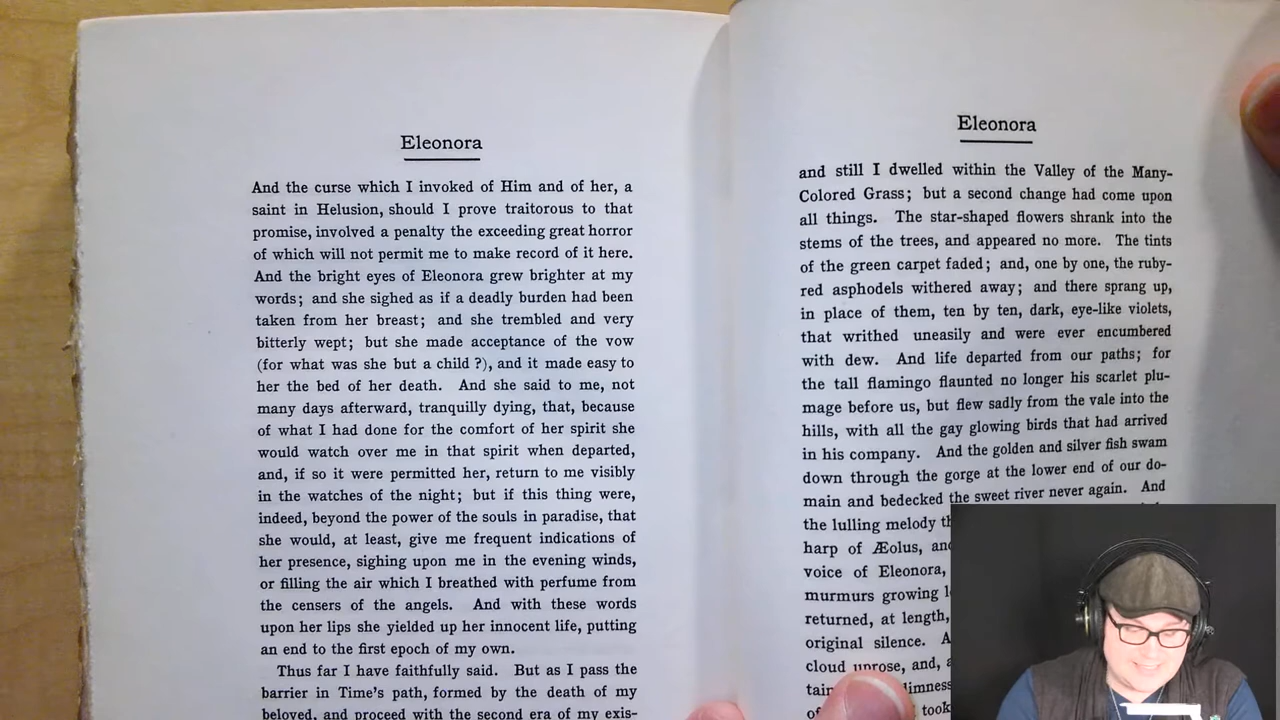 Eleonora
And the curse which I invoked of Him and of her, a
saint in Helusion, should I prove traitorous to that
promise, involved a penalty the exceeding great horror
of which will not permit me to make record of it here.
And the bright eyes of Eleonora grew brighter at my
words; and she sighed as if a deadly burden had been
taken from her breast; and she trembled and very
bitterly wept; but she made acceptance of the vow
(for what was she but a child ?), and it made easy to
her the bed of her death. And she said to me, not
many days afterward, tranquilly dying, that, because
of what I had done for the comfort of her spirit she
would watch over me in that spirit when departed,
and, if so it were permitted her, return to me visibly
in the watches of the night; but if this thing were,
indeed, beyond the power of the souls in paradise, that
she would, at least, give me frequent indications of
her presence, sighing upon me in the evening winds,
or filling the air which I breathed with perfume from
the censers of the angels. And with these words
upon her lips she yielded up her innocent life, putting
an end to the first epoch of my own.
Thus far I have faithfully said. But as I pass the
barrier in Time's path, formed by the death of my
beloved, and proceed with the second era of my exis-
Eleonora
and still I dwelled within the Valley of the Many-
Colored Grass; but a second change had come upon
all things. The star-shaped flowers shrank into the
stems of the trees, and appeared no more. The tints
of the green carpet faded; and, one by one, the ruby-
red asphodels withered away; and there sprang up,
in place of them, ten by ten, dark, eye-like violets,
that writhed uneasily and were ever encumbered
with dew. And life departed from our paths; for
the tall flamingo flaunted no longer his scarlet plu-
mage before us, but flew sadly from the vale into the
hills, with all the gay glowing birds that had arrived
in his company. And the golden and silver fish swam
down through the gorge at the lower end of our do-
main and bedecked the sweet river never again. And
the lulling melody
harp of Æolus,
voice of Eleonora,
murmurs growing
returned, at length,
original silence.
cloud uprose, and,
took